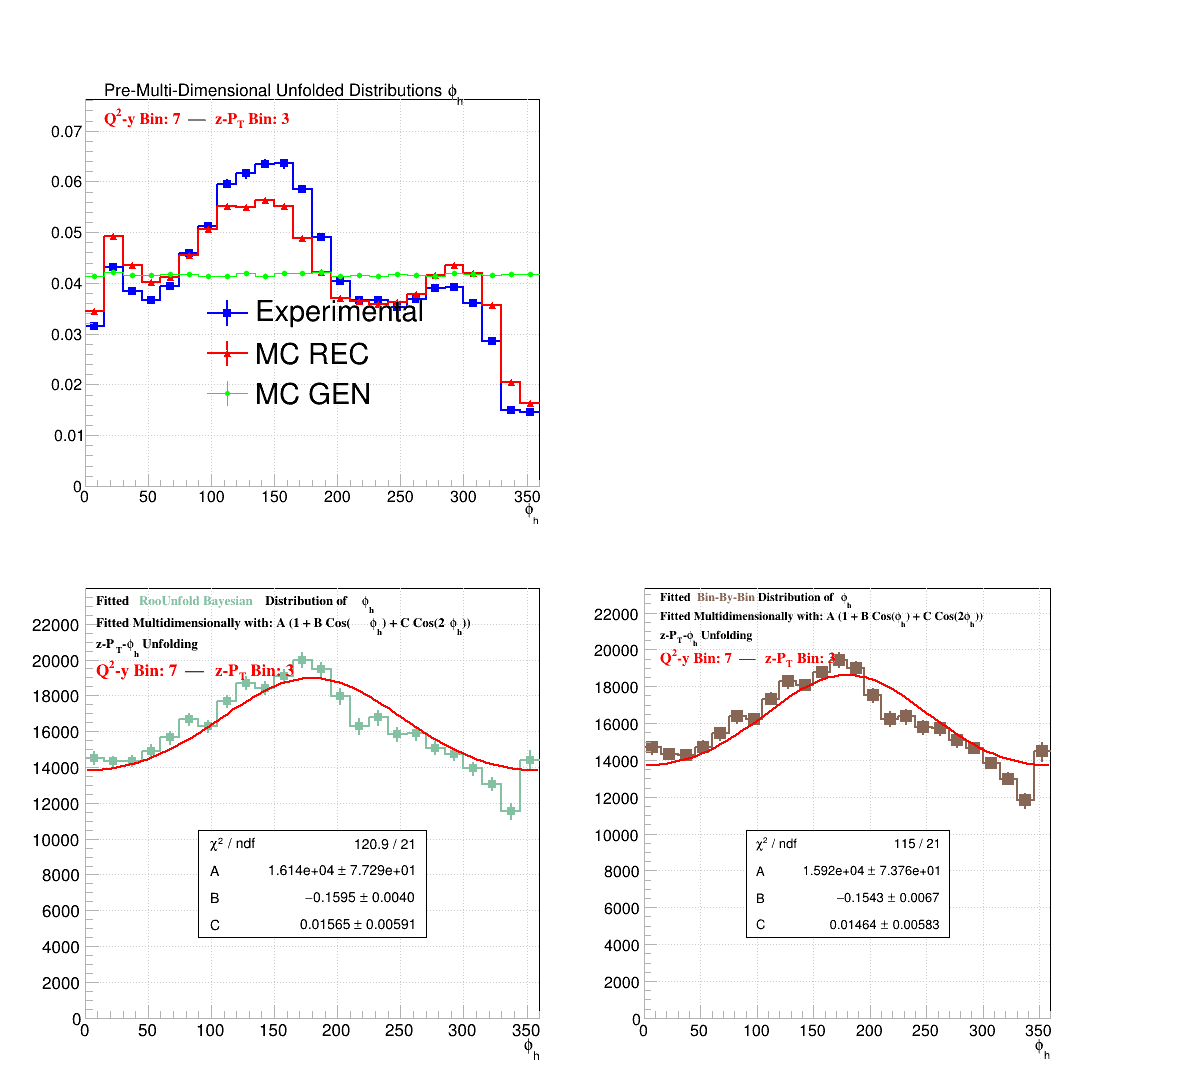 Pre-Multi-Dimensional Unfolded Distributions ϕh
Q²-y Bin: 7 — z-PT Bin: 3
0.07
0.06
0.05
0.04
0.03
0.02
0.01
0
Experimental
MC REC
MC GEN
0 50 100 150 200 250 300 350
ϕh
Fitted RooUnfold Bayesian Distribution of ϕh
Fitted Multidimensionally with: A (1 + B Cos( ϕh) + C Cos(2 ϕh))
z-PT-ϕh Unfolding
Q²-y Bin: 7 — z-PT Bin: 3
22000
20000
18000
16000
14000
12000
10000
8000
6000
4000
2000
0
χ² / ndf 120.9 / 21
A 1.614e+04 ± 7.729e+01
B −0.1595 ± 0.0040
C 0.01565 ± 0.00591
0 50 100 150 200 250 300 350
ϕh
Fitted Bin-By-Bin Distribution of ϕh
Fitted Multidimensionally with: A (1 + B Cos(ϕh) + C Cos(2ϕh))
z-PT-ϕh Unfolding
Q²-y Bin: 7 — z-PT Bin: 3
22000
20000
18000
16000
14000
12000
10000
8000
6000
4000
2000
0
χ² / ndf 115 / 21
A 1.592e+04 ± 7.376e+01
B −0.1543 ± 0.0067
C 0.01464 ± 0.00583
0 50 100 150 200 250 300 350
ϕh